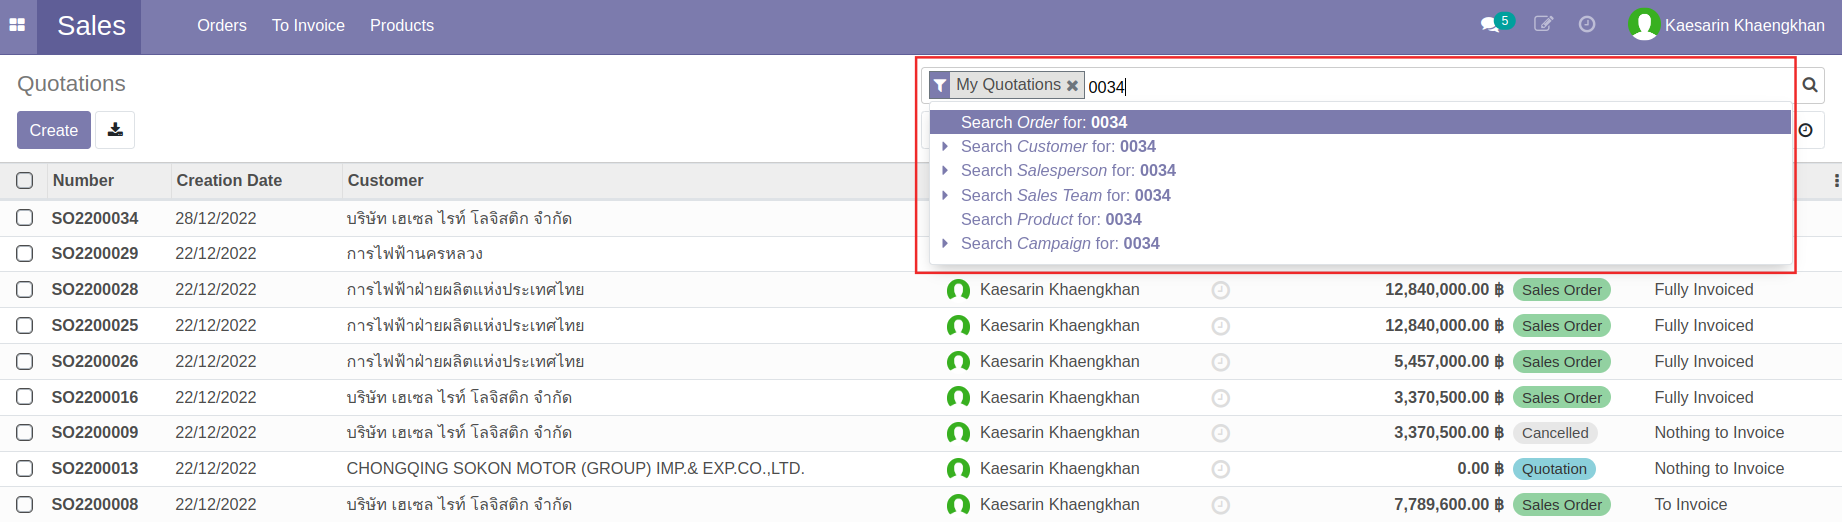 Sales Orders To Invoice Products 5 Kaesarin Khaengkhan
Quotations My Quotations 0034
Create
Search Order for: 0034
Search Customer for: 0034
Search Salesperson for: 0034
Search Sales Team for: 0034
Search Product for: 0034
Search Campaign for: 0034
Number Creation Date Customer
SO2200034 28/12/2022 บริษัท เฮเซล ไรท์ โลจิสติก จำกัด
SO2200029 22/12/2022 การไฟฟ้านครหลวง
SO2200028 22/12/2022 การไฟฟ้าฝ่ายผลิตแห่งประเทศไทย Kaesarin Khaengkhan 12,840,000.00 ฿ Sales Order Fully Invoiced
SO2200025 22/12/2022 การไฟฟ้าฝ่ายผลิตแห่งประเทศไทย Kaesarin Khaengkhan 12,840,000.00 ฿ Sales Order Fully Invoiced
SO2200026 22/12/2022 การไฟฟ้าฝ่ายผลิตแห่งประเทศไทย Kaesarin Khaengkhan 5,457,000.00 ฿ Sales Order Fully Invoiced
SO2200016 22/12/2022 บริษัท เฮเซล ไรท์ โลจิสติก จำกัด Kaesarin Khaengkhan 3,370,500.00 ฿ Sales Order Fully Invoiced
SO2200009 22/12/2022 บริษัท เฮเซล ไรท์ โลจิสติก จำกัด Kaesarin Khaengkhan 3,370,500.00 ฿ Cancelled Nothing to Invoice
SO2200013 22/12/2022 CHONGQING SOKON MOTOR (GROUP) IMP.& EXP.CO.,LTD. Kaesarin Khaengkhan 0.00 ฿ Quotation Nothing to Invoice
SO2200008 22/12/2022 บริษัท เฮเซล ไรท์ โลจิสติก จำกัด Kaesarin Khaengkhan 7,789,600.00 ฿ Sales Order To Invoice